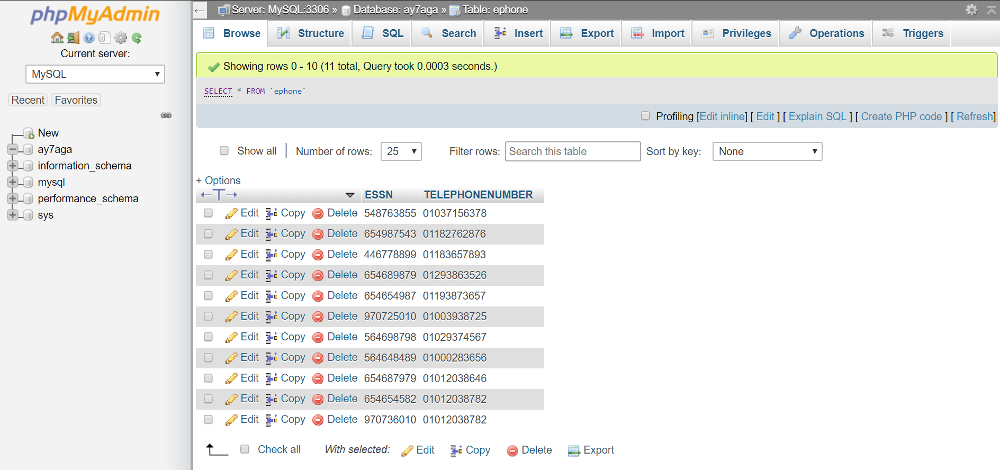 phpMyAdmin
Current server:
MySQL
Recent Favorites
New
ay7aga
information_schema
mysql
performance_schema
sys
Server: MySQL:3306 » Database: ay7aga » Table: ephone
Browse Structure SQL Search Insert Export Import Privileges Operations Triggers
Showing rows 0 - 10 (11 total, Query took 0.0003 seconds.)
SELECT * FROM `ephone`
Profiling [Edit inline] [ Edit ] [ Explain SQL ] [ Create PHP code ] [ Refresh]
Show all Number of rows: 25 Filter rows: Search this table Sort by key: None
+ Options
ESSN TELEPHONENUMBER
Edit Copy Delete 548763855 01037156378
Edit Copy Delete 654987543 01182762876
Edit Copy Delete 446778899 01183657893
Edit Copy Delete 654689879 01293863526
Edit Copy Delete 654654987 01193873657
Edit Copy Delete 970725010 01003938725
Edit Copy Delete 564698798 01029374567
Edit Copy Delete 564648489 01000283656
Edit Copy Delete 654687979 01012038646
Edit Copy Delete 654654582 01012038782
Edit Copy Delete 970736010 01012038782
Check all With selected: Edit Copy Delete Export